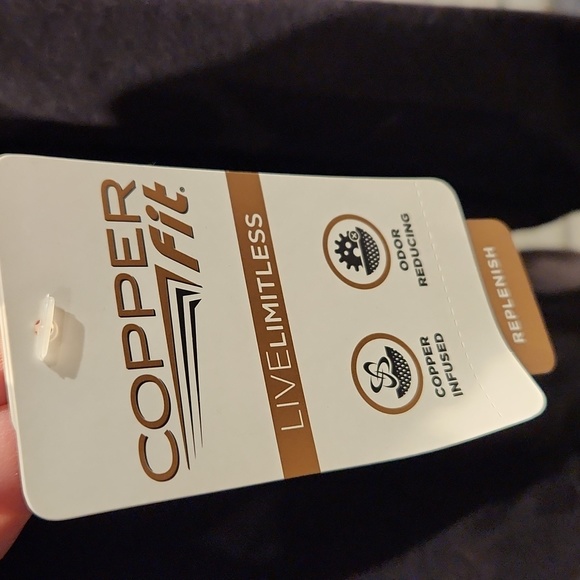 COPPER
Fit®
LIVELIMITLESS
COPPER
INFUSED
ODOR
REDUCING
REPLENISH